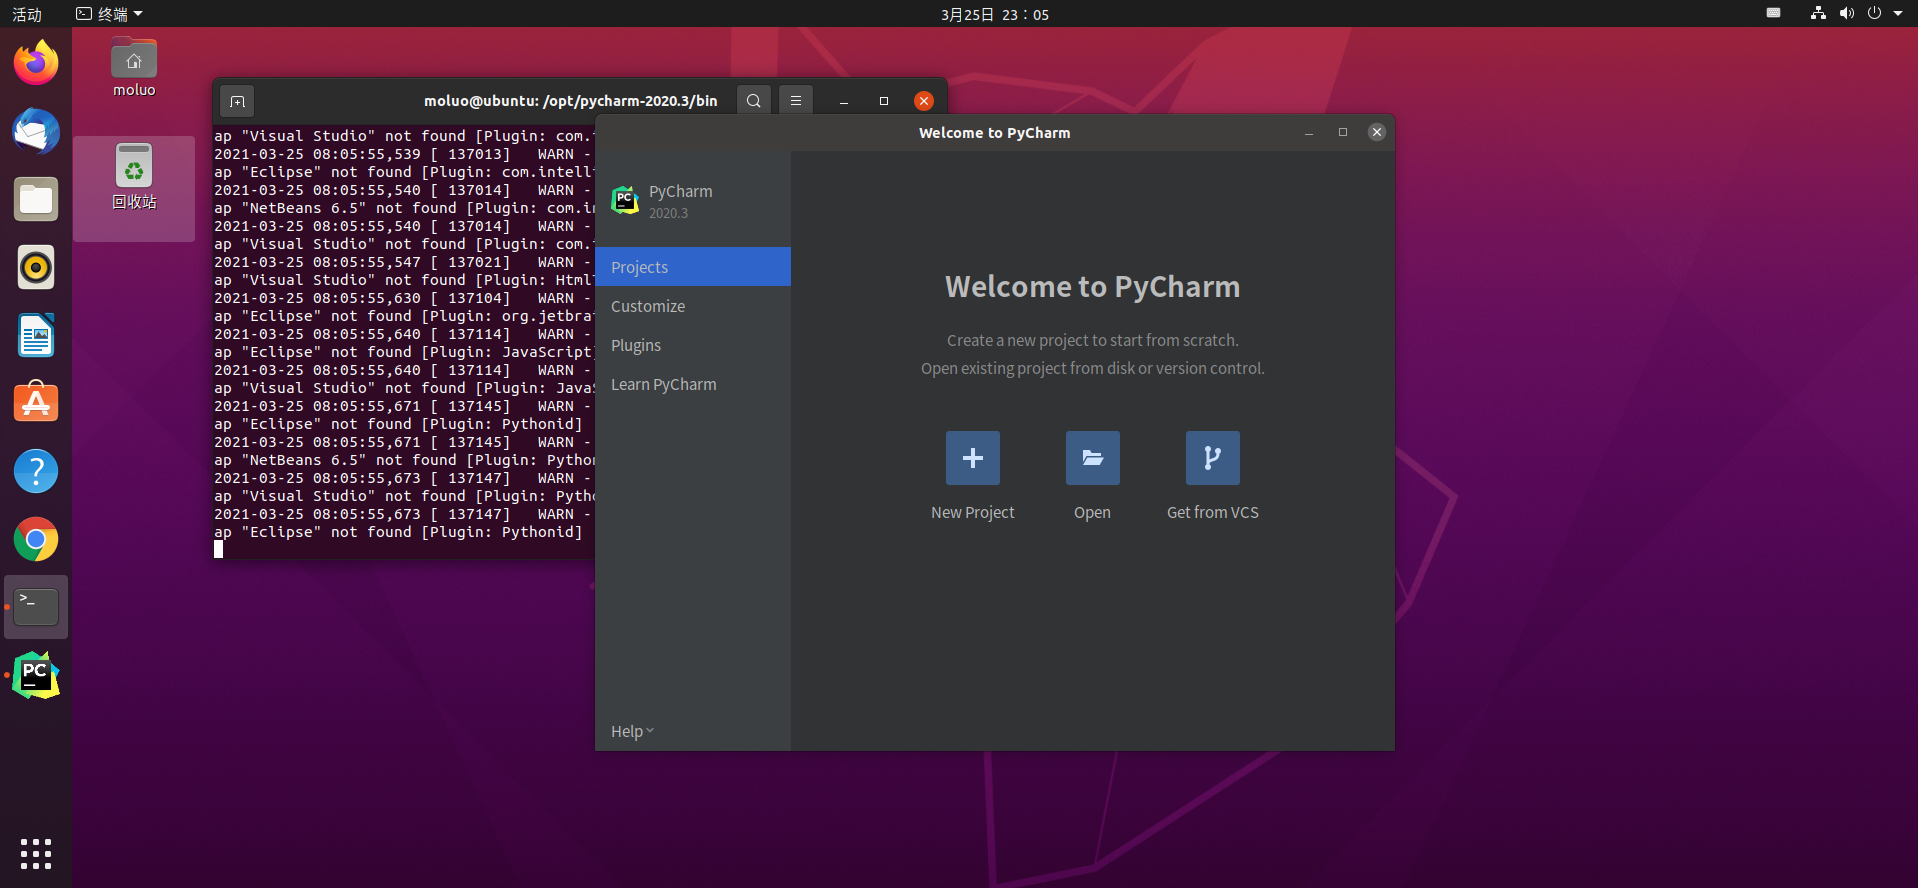 活动
终端
3月25日 23：05
moluo
回收站
moluo@ubuntu: /opt/pycharm-2020.3/bin
ap "Visual Studio" not found [Plugin: com.
2021-03-25 08:05:55,539 [ 137013]   WARN -
ap "Eclipse" not found [Plugin: com.intell
2021-03-25 08:05:55,540 [ 137014]   WARN -
ap "NetBeans 6.5" not found [Plugin: com.i
2021-03-25 08:05:55,540 [ 137014]   WARN -
ap "Visual Studio" not found [Plugin: com.
2021-03-25 08:05:55,547 [ 137021]   WARN -
ap "Visual Studio" not found [Plugin: Html
2021-03-25 08:05:55,630 [ 137104]   WARN -
ap "Eclipse" not found [Plugin: org.jetbra
2021-03-25 08:05:55,640 [ 137114]   WARN -
ap "Eclipse" not found [Plugin: JavaScript]
2021-03-25 08:05:55,640 [ 137114]   WARN -
ap "Visual Studio" not found [Plugin: JavaS
2021-03-25 08:05:55,671 [ 137145]   WARN -
ap "Eclipse" not found [Plugin: Pythonid]
2021-03-25 08:05:55,671 [ 137145]   WARN -
ap "NetBeans 6.5" not found [Plugin: Python
2021-03-25 08:05:55,673 [ 137147]   WARN -
ap "Visual Studio" not found [Plugin: Pytho
2021-03-25 08:05:55,673 [ 137147]   WARN -
ap "Eclipse" not found [Plugin: Pythonid]
Welcome to PyCharm
PC
PyCharm
2020.3
Projects
Customize
Plugins
Learn PyCharm
Help
Welcome to PyCharm
Create a new project to start from scratch.
Open existing project from disk or version control.
New Project
Open
Get from VCS
PC